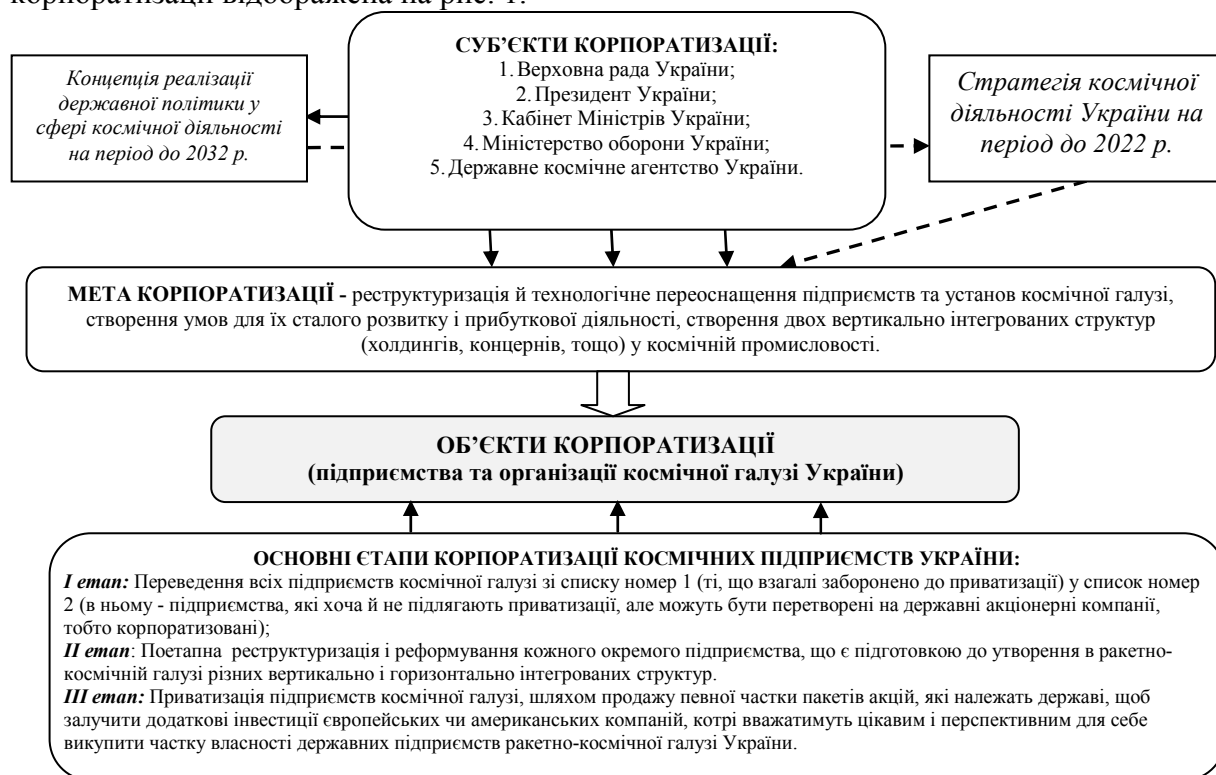 корпоратизації відображена на рис. 1.
СУБ’ЄКТИ КОРПОРАТИЗАЦІЇ:
1. Верховна рада України;
2. Президент України;
3. Кабінет Міністрів України;
4. Міністерство оборони України;
5. Державне космічне агентство України.
Концепція реалізації
державної політики у
сфері космічної діяльності
на період до 2032 р.
Стратегія космічної
діяльності України на
період до 2022 р.
МЕТА КОРПОРАТИЗАЦІЇ - реструктуризація й технологічне переоснащення підприємств та установ космічної галузі,
створення умов для їх сталого розвитку і прибуткової діяльності, створення двох вертикально інтегрованих структур
(холдингів, концернів, тощо) у космічній промисловості.
ОБ’ЄКТИ КОРПОРАТИЗАЦІЇ
(підприємства та організації космічної галузі України)
ОСНОВНІ ЄТАПИ КОРПОРАТИЗАЦІЇ КОСМІЧНИХ ПІДПРИЄМСТВ УКРАЇНИ:
I етап: Переведення всіх підприємств космічної галузі зі списку номер 1 (ті, що взагалі заборонено до приватизації) у список номер
2 (в ньому - підприємства, які хоча й не підлягають приватизації, але можуть бути перетворені на державні акціонерні компанії,
тобто корпоратизовані);
II етап: Поетапна реструктуризація і реформування кожного окремого підприємства, що є підготовкою до утворення в ракетно-
космічній галузі різних вертикально і горизонтально інтегрованих структур.
III етап: Приватизація підприємств космічної галузі, шляхом продажу певної частки пакетів акцій, які належать державі, щоб
залучити додаткові інвестиції європейських чи американських компаній, котрі вважатимуть цікавим і перспективним для себе
викупити частку власності державних підприємств ракетно-космічної галузі України.